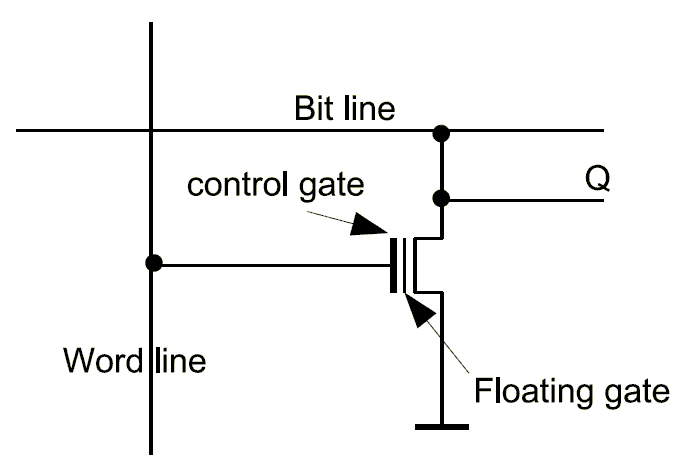 Bit line
control gate
Q
Word line
Floating gate